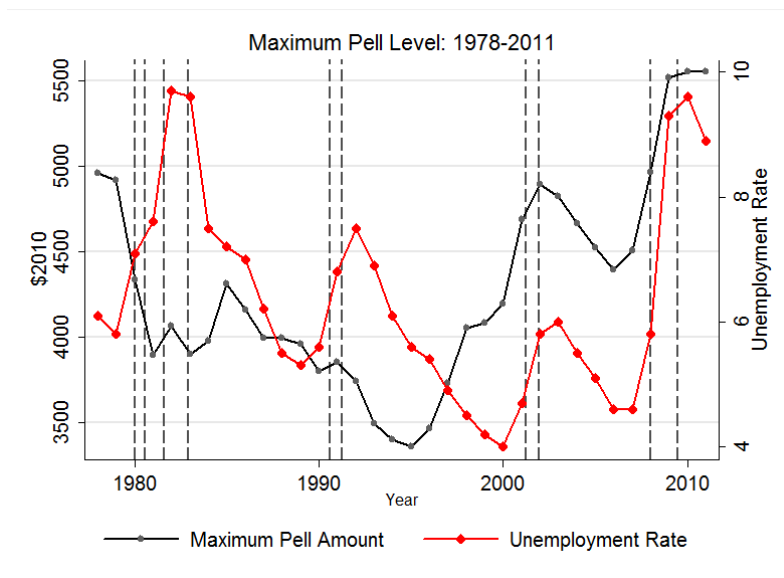 Maximum Pell Level: 1978-2011
$2010
5500
5000
4500
4000
3500
10
8
6
4
Unemployment Rate
1980 1990 2000 2010
Year
Maximum Pell Amount Unemployment Rate